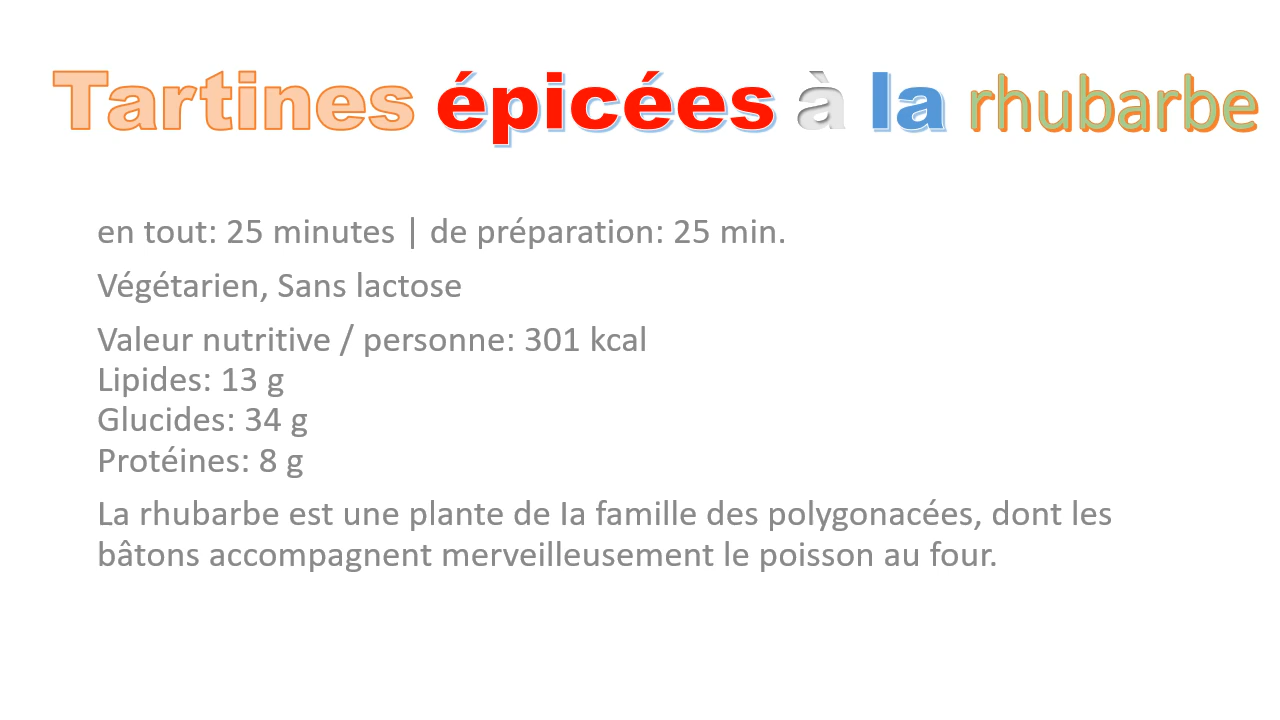 Tartines épicées à la rhubarbe
en tout: 25 minutes | de préparation: 25 min.
Végétarien, Sans lactose
Valeur nutritive / personne: 301 kcal
Lipides: 13 g
Glucides: 34 g
Protéines: 8 g
La rhubarbe est une plante de Ia famille des polygonacées, dont les
bâtons accompagnent merveilleusement le poisson au four.